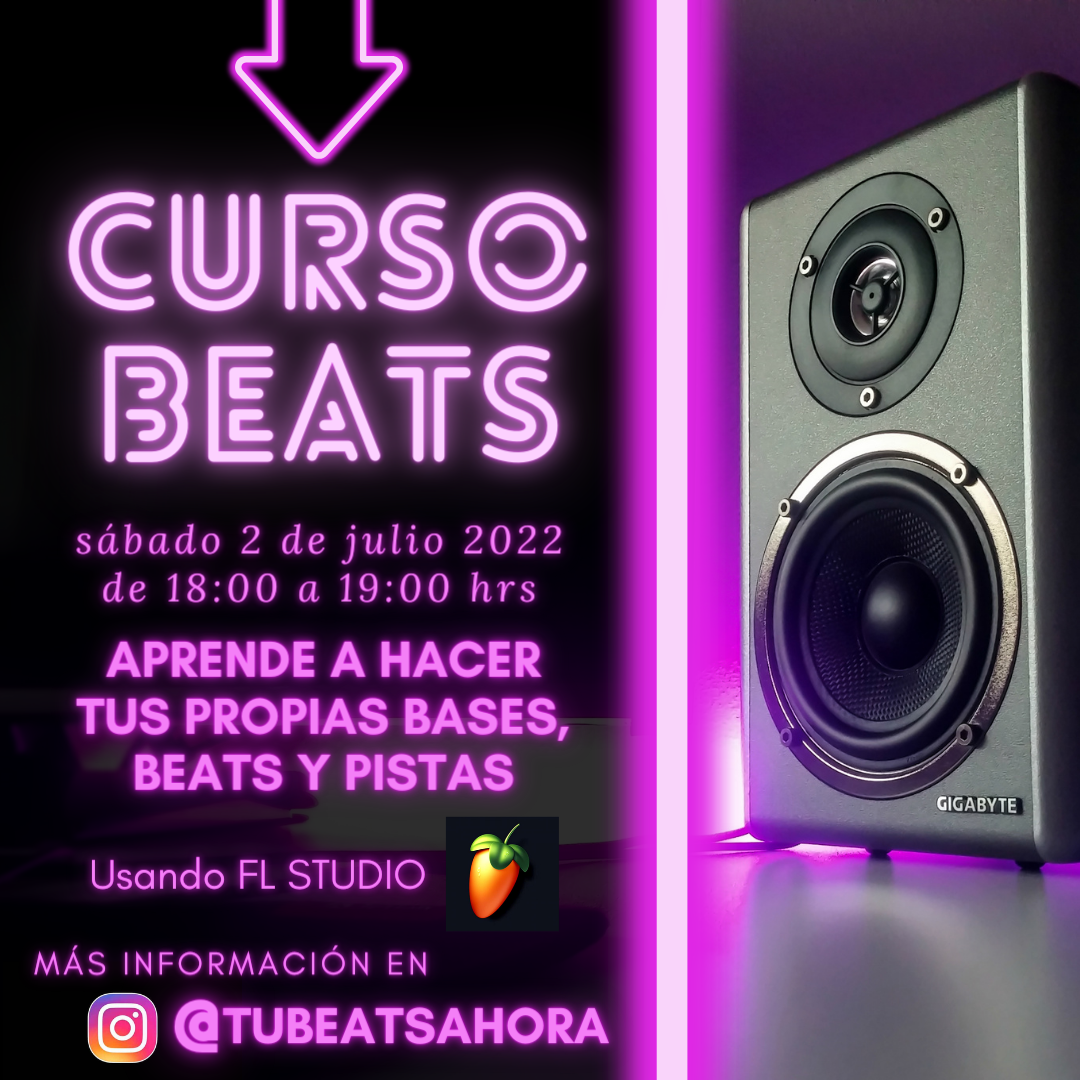 CURSO
BEATS
sábado 2 de julio 2022
de 18:00 a 19:00 hrs
APRENDE A HACER
TUS PROPIAS BASES,
BEATS Y PISTAS
Usando FL STUDIO
MÁS INFORMACIÓN EN
@TUBEATSAHORA
GIGABYTE